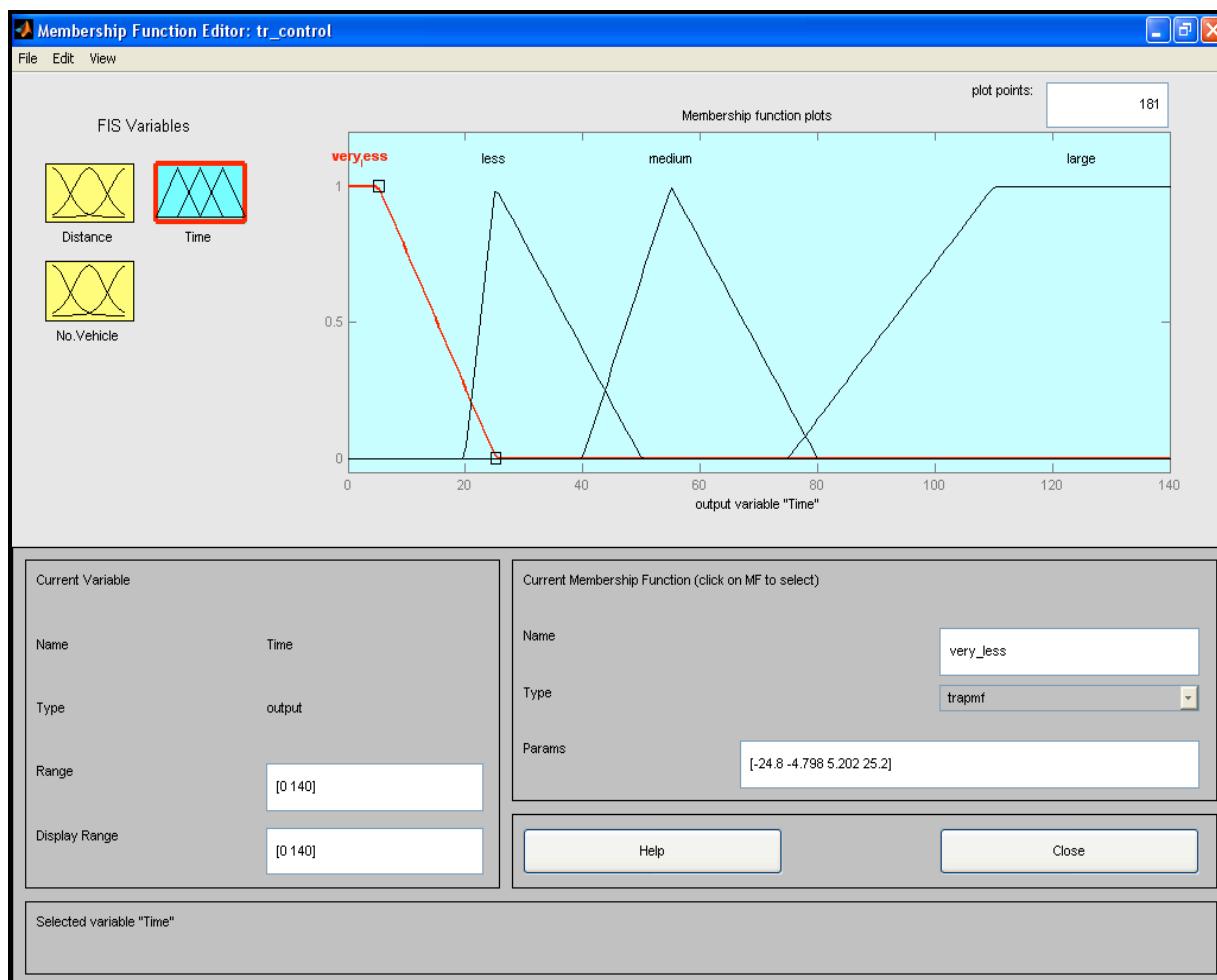 Membership Function Editor: tr_control
File Edit View
plot points:
181
FIS Variables
Membership function plots
very_less
less
medium
large
Distance
Time
No.Vehicle
1
0.5
0
0 20 40 60 80 100 120 140
output variable "Time"
Current Variable
Name Time
Type output
Range [0 140]
Display Range [0 140]
Current Membership Function (click on MF to select)
Name very_less
Type trapmf
Params [-24.8 -4.798 5.202 25.2]
Help
Close
Selected variable "Time"